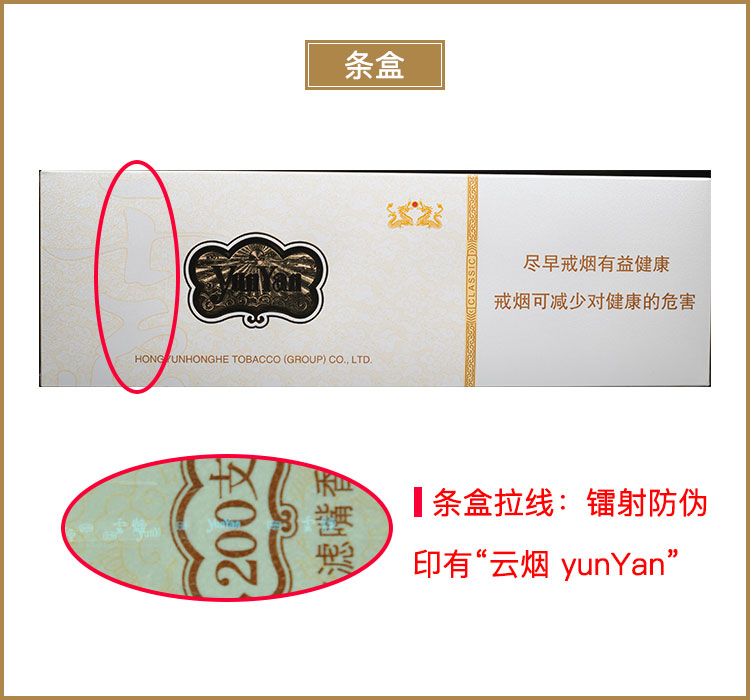 条盒
yunYan
CLASSIC
尽早戒烟有益健康
戒烟可减少对健康的危害
HONGYUNHONGHE TOBACCO (GROUP) CO., LTD.
200支
滤嘴香
条盒拉线：镭射防伪
印有“云烟 yunYan”